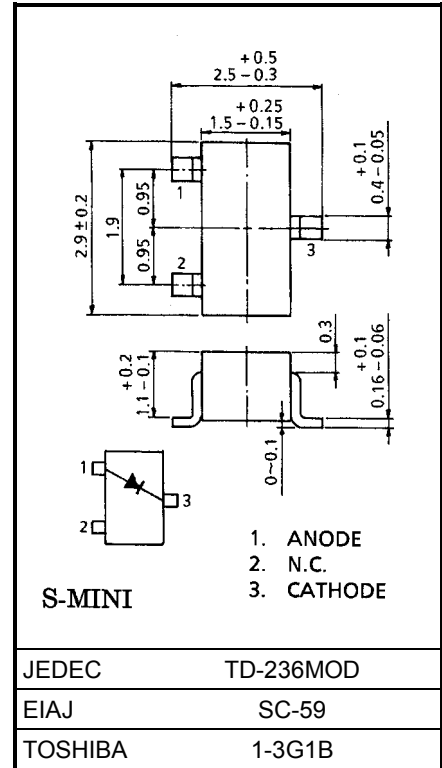 +0.5
2.5 – 0.3
+0.25
1.5 – 0.15
+0.1
0.4 – 0.05
2.9 ± 0.2
1.9
0.95
0.95
1
2
3
+0.2
1.1 – 0.1
0.3
+0.1
0.16 – 0.06
0~0.1
1
2
3
1. ANODE
2. N.C.
3. CATHODE
S-MINI
JEDEC TD-236MOD
EIAJ SC-59
TOSHIBA 1-3G1B